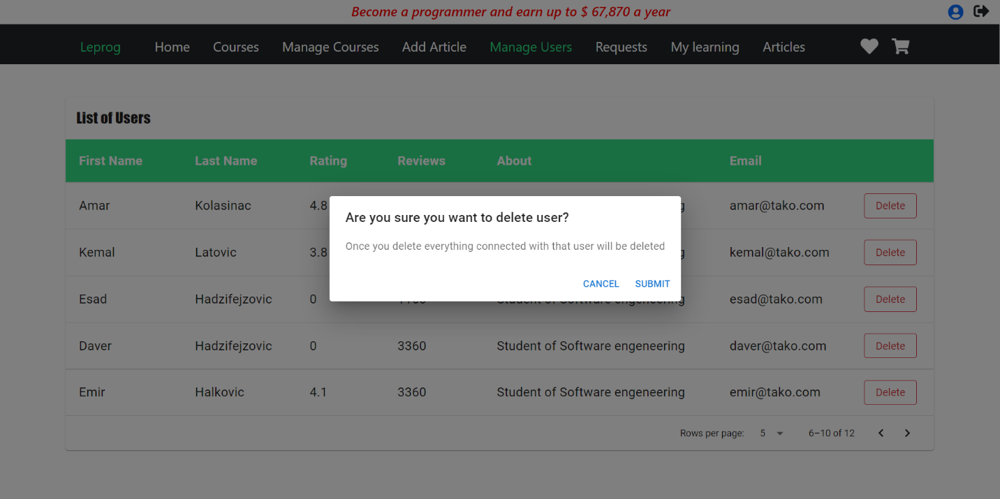 Become a programmer and earn up to $ 67,870 a year
Leprog Home Courses Manage Courses Add Article Manage Users Requests My learning Articles
List of Users
First Name Last Name Rating Reviews About Email
Amar Kolasinac 4.8 amar@tako.com Delete
Are you sure you want to delete user?
Once you delete everything connected with that user will be deleted
CANCEL SUBMIT
Kemal Latovic 3.8 kemal@tako.com Delete
Esad Hadzifejzovic 0 Student of Software engeneering esad@tako.com Delete
Daver Hadzifejzovic 0 3360 Student of Software engeneering daver@tako.com Delete
Emir Halkovic 4.1 3360 Student of Software engeneering emir@tako.com Delete
Rows per page: 5 6–10 of 12